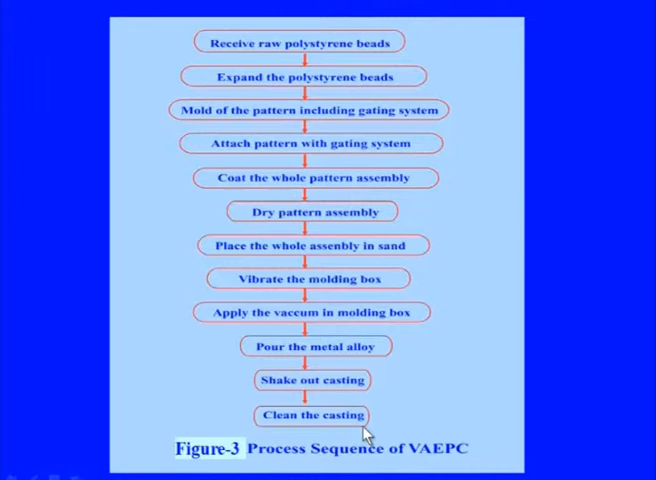 Receive raw polystyrene beads
Expand the polystyrene beads
Mold of the pattern including gating system
Attach pattern with gating system
Coat the whole pattern assembly
Dry pattern assembly
Place the whole assenbly in sand
Vibrate the molding box
Apply the vaccum in molding box
Pour the metal alloy
Shake out casting
Clean the casting
Figure-3 Process Sequence of VAEPC